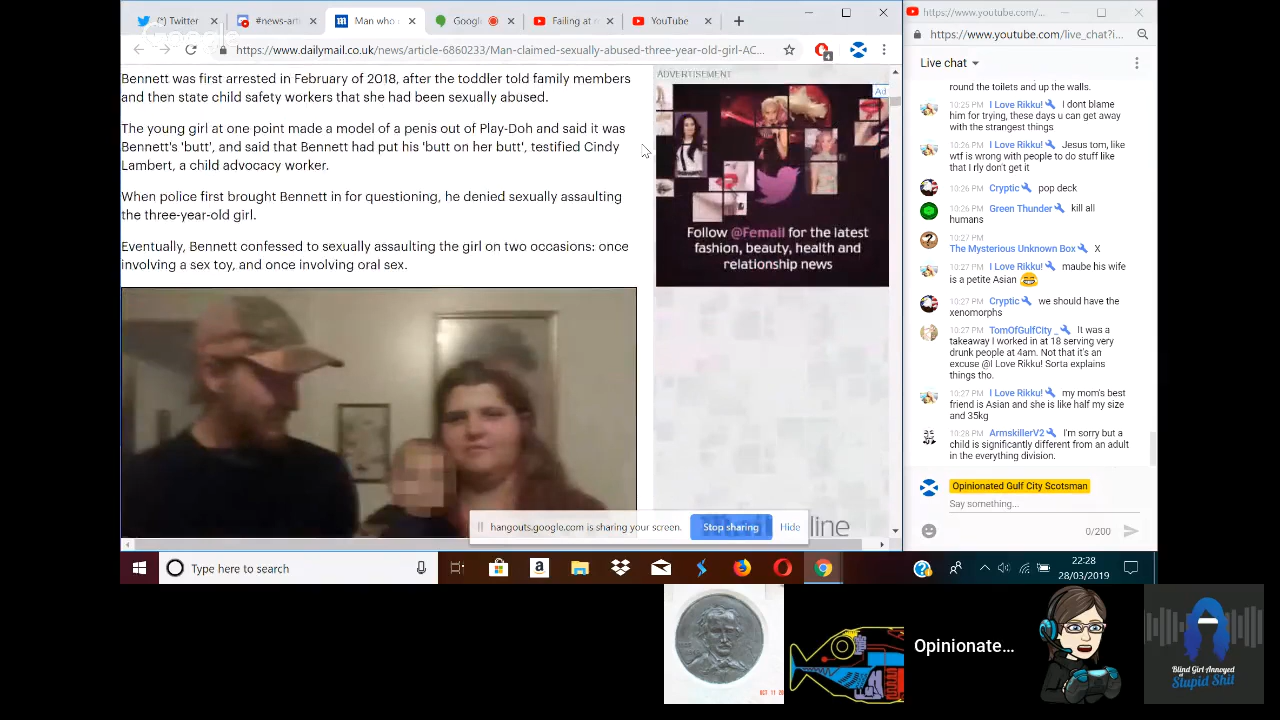 (*) Twitter
#news-art
Man who
Google
Failing at r
YouTube
Google
https://www.dailymail.co.uk/news/article-6860233/Man-claimed-sexually-abused-three-year-old-girl-AC...
4
https://www.youtube.com/
https://www.youtube.com/live_chat?i...
Bennett was first arrested in February of 2018, after the toddler told family members
and then state child safety workers that she had been sexually abused.
The young girl at one point made a model of a penis out of Play-Doh and said it was
Bennett's 'butt', and said that Bennett had put his 'butt on her butt', testified Cindy
Lambert, a child advocacy worker.
When police first brought Bennett in for questioning, he denied sexually assaulting
the three-year-old girl.
Eventually, Bennett confessed to sexually assaulting the girl on two occasions: once
involving a sex toy, and once involving oral sex.
ADVERTISEMENT
Ad
Follow @Femail for the latest
fashion, beauty, health and
relationship news
line
hangouts.google.com is sharing your screen.
Stop sharing
Hide
Live chat
round the toilets and up the walls.
10:25 PM I Love Rikku! I dont blame
him for trying, these days u can get away
with the strangest things
10:26 PM I Love Rikku! Jesus tom, like
wtf is wrong with people to do stuff like
that I rly don't get it
10:26 PM Cryptic pop deck
10:26 PM Green Thunder kill all
humans
10:27 PM
The Mysterious Unknown Box X
10:27 PM I Love Rikku! maube his wife
is a petite Asian
10:27 PM Cryptic we should have the
xenomorphs
10:27 PM TomOfGulfCity _ It was a
takeaway I worked in at 18 serving very
drunk people at 4am. Not that it's an
excuse @I Love Rikku! Sorta explains
things tho.
10:27 PM I Love Rikku! my mom's best
friend is Asian and she is like half my size
and 35kg
10:28 PM ArmskillerV2 I'm sorry but a
child is significantly different from an adult
in the everything division.
Opinionated Gulf City Scotsman
Say something...
0/200
Type here to search
22:28
28/03/2019
Opinionate...
Blind Girl Annoyed
at Stupid Shit